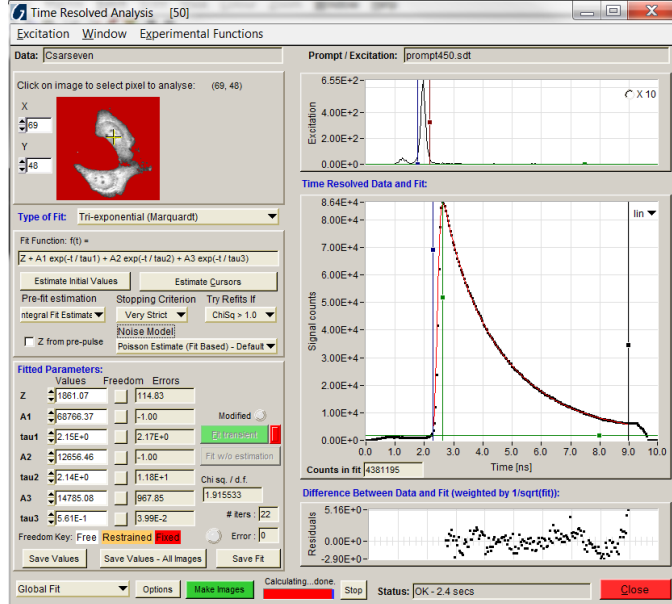 Time Resolved Analysis [50]
Excitation Window Experimental Functions
Data: Csarseven
Prompt / Excitation: prompt450.sdt
Click on image to select pixel to analyse: (69, 48)
X
69
Y
48
6.55E+2
4.00E+2
2.00E+2
0.00E+0
Excitation
X 10
Time Resolved Data and Fit:
Type of Fit: Tri-exponential (Marquardt)
Fit Function: f(t) =
Z + A1 exp(-t / tau1) + A2 exp(-t / tau2) + A3 exp(-t / tau3)
Estimate Initial Values
Estimate Cursors
Pre-fit estimation Stopping Criterion Try Refits If
ntegral Fit Estimate Very Strict ChiSq > 1.0
Noise Model
Z from pre-pulse Poisson Estimate (Fit Based) - Default
8.64E+4
7.00E+4
6.00E+4
5.00E+4
4.00E+4
3.00E+4
2.00E+4
1.00E+4
0.00E+0
Signal counts
lin
0.0 1.0 2.0 3.0 4.0 5.0 6.0 7.0 8.0 9.0 10.0
Time [ns]
Counts in fit 4381195
Fitted Parameters:
Values Freedom Errors
Z 1861.07 114.83
A1 68766.37 -1.00 Modified
tau1 2.15E+0 2.17E+0 Fit transient
A2 12656.46 -1.00 Fit w/o estimation
tau2 2.14E+0 1.18E+1 Chi sq. / d.f.
1.915533
A3 14785.08 967.85
tau3 5.61E-1 3.99E-2 # iters : 22
Freedom Key: Free Restrained Fixed Error : 0
Save Values Save Values - All Images Save Fit
Difference Between Data and Fit (weighted by 1/sqrt(fit)):
5.16E+0
0.00E+0
-2.90E+0
Residuals
Global Fit Options Make Images Calculating...done. Stop Status: OK - 2.4 secs Close